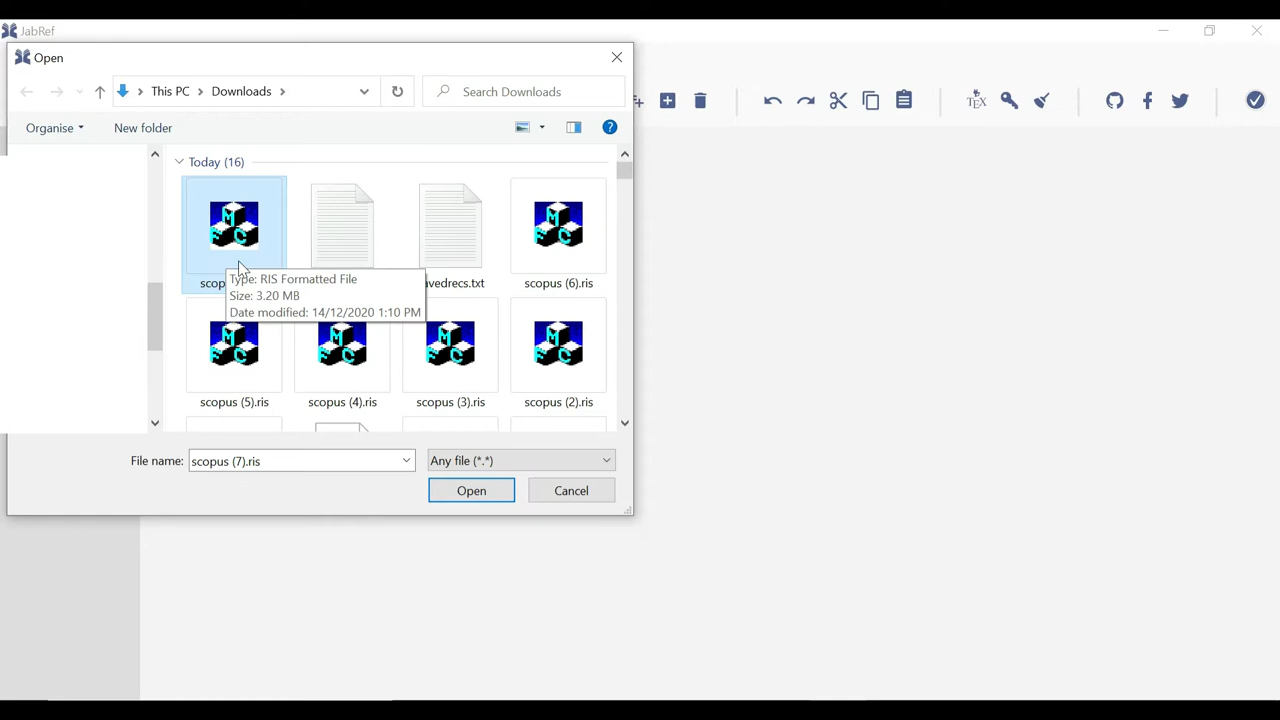 JabRef
Open
This PC > Downloads >
Search Downloads
Organise
New folder
TEX
Today (16)
scop
avedrecs.txt
scopus (6).ris
Type: RIS Formatted File
Size: 3.20 MB
Date modified: 14/12/2020 1:10 PM
scopus (5).ris
scopus (4).ris
scopus (3).ris
scopus (2).ris
File name:
scopus (7).ris
Any file (*.*)
Open
Cancel